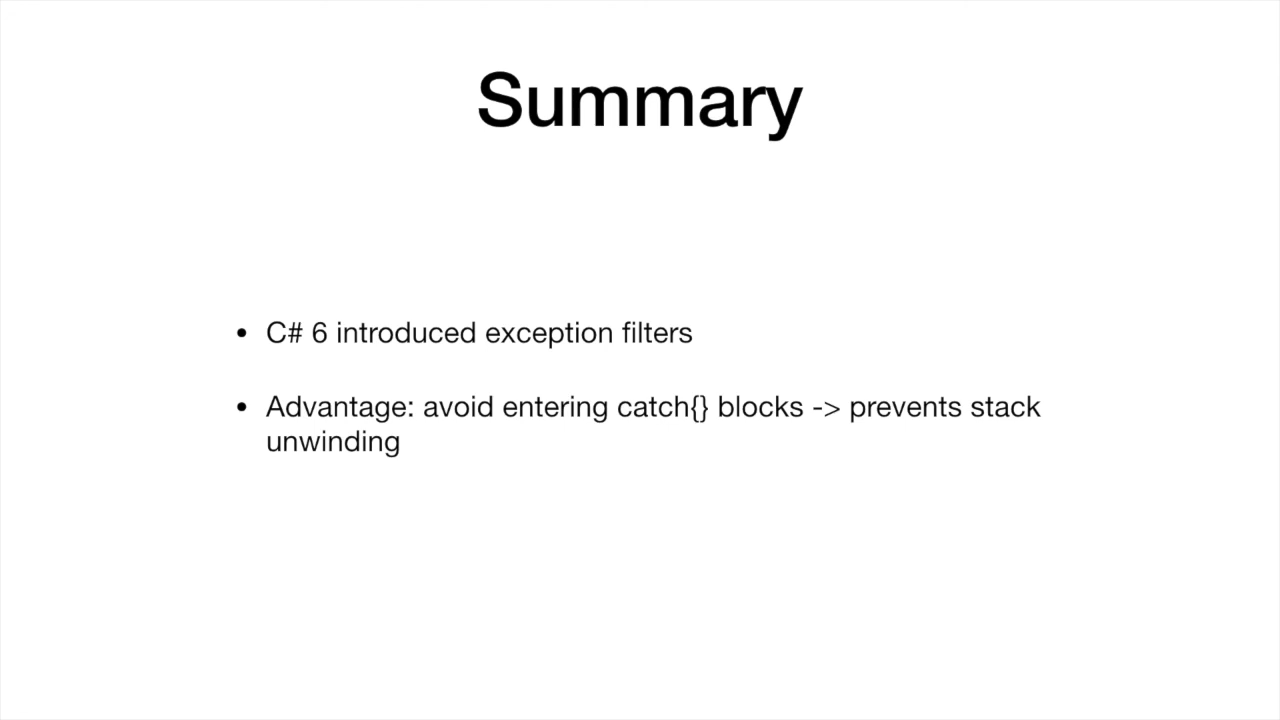 Summary
• C# 6 introduced exception filters
• Advantage: avoid entering catch{} blocks -> prevents stack
unwinding